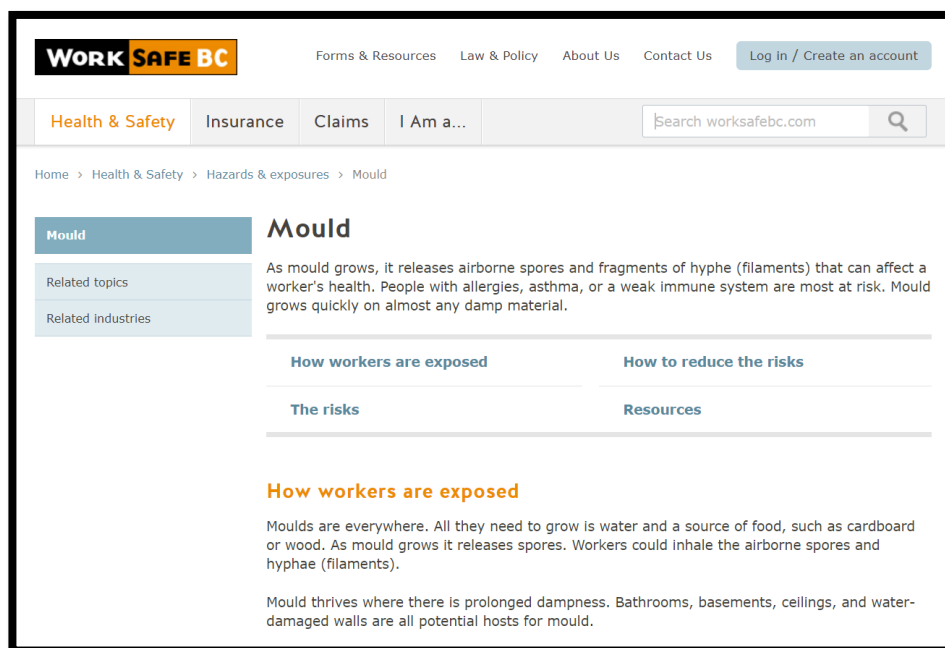 WORK SAFE BC
Forms & Resources Law & Policy About Us Contact Us Log in / Create an account
Health & Safety Insurance Claims I Am a...
Search worksafebc.com
Home > Health & Safety > Hazards & exposures > Mould
Mould
Related topics
Related industries
Mould
As mould grows, it releases airborne spores and fragments of hyphe (filaments) that can affect a
worker's health. People with allergies, asthma, or a weak immune system are most at risk. Mould
grows quickly on almost any damp material.
How workers are exposed How to reduce the risks
The risks Resources
How workers are exposed
Moulds are everywhere. All they need to grow is water and a source of food, such as cardboard
or wood. As mould grows it releases spores. Workers could inhale the airborne spores and
hyphae (filaments).
Mould thrives where there is prolonged dampness. Bathrooms, basements, ceilings, and water-
damaged walls are all potential hosts for mould.